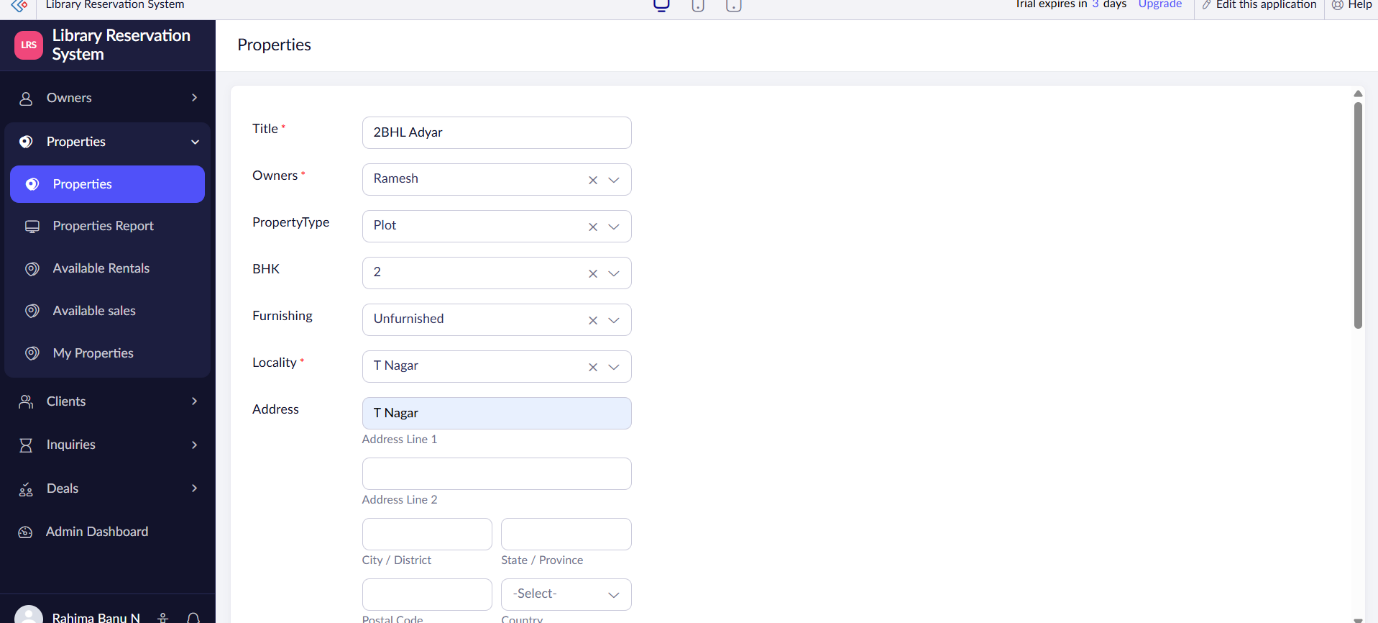 Library Reservation System
Trial expires in 3 days Upgrade Edit this application Help
LRS
Library Reservation
System
Properties
Owners
Properties
Properties
Properties Report
Available Rentals
Available sales
My Properties
Clients
Inquiries
Deals
Admin Dashboard
Rahima Banu N
Title *
2BHL Adyar
Owners *
Ramesh
PropertyType
Plot
BHK
2
Furnishing
Unfurnished
Locality *
T Nagar
Address
T Nagar
Address Line 1
Address Line 2
City / District
State / Province
-Select-
Postal Code
Country